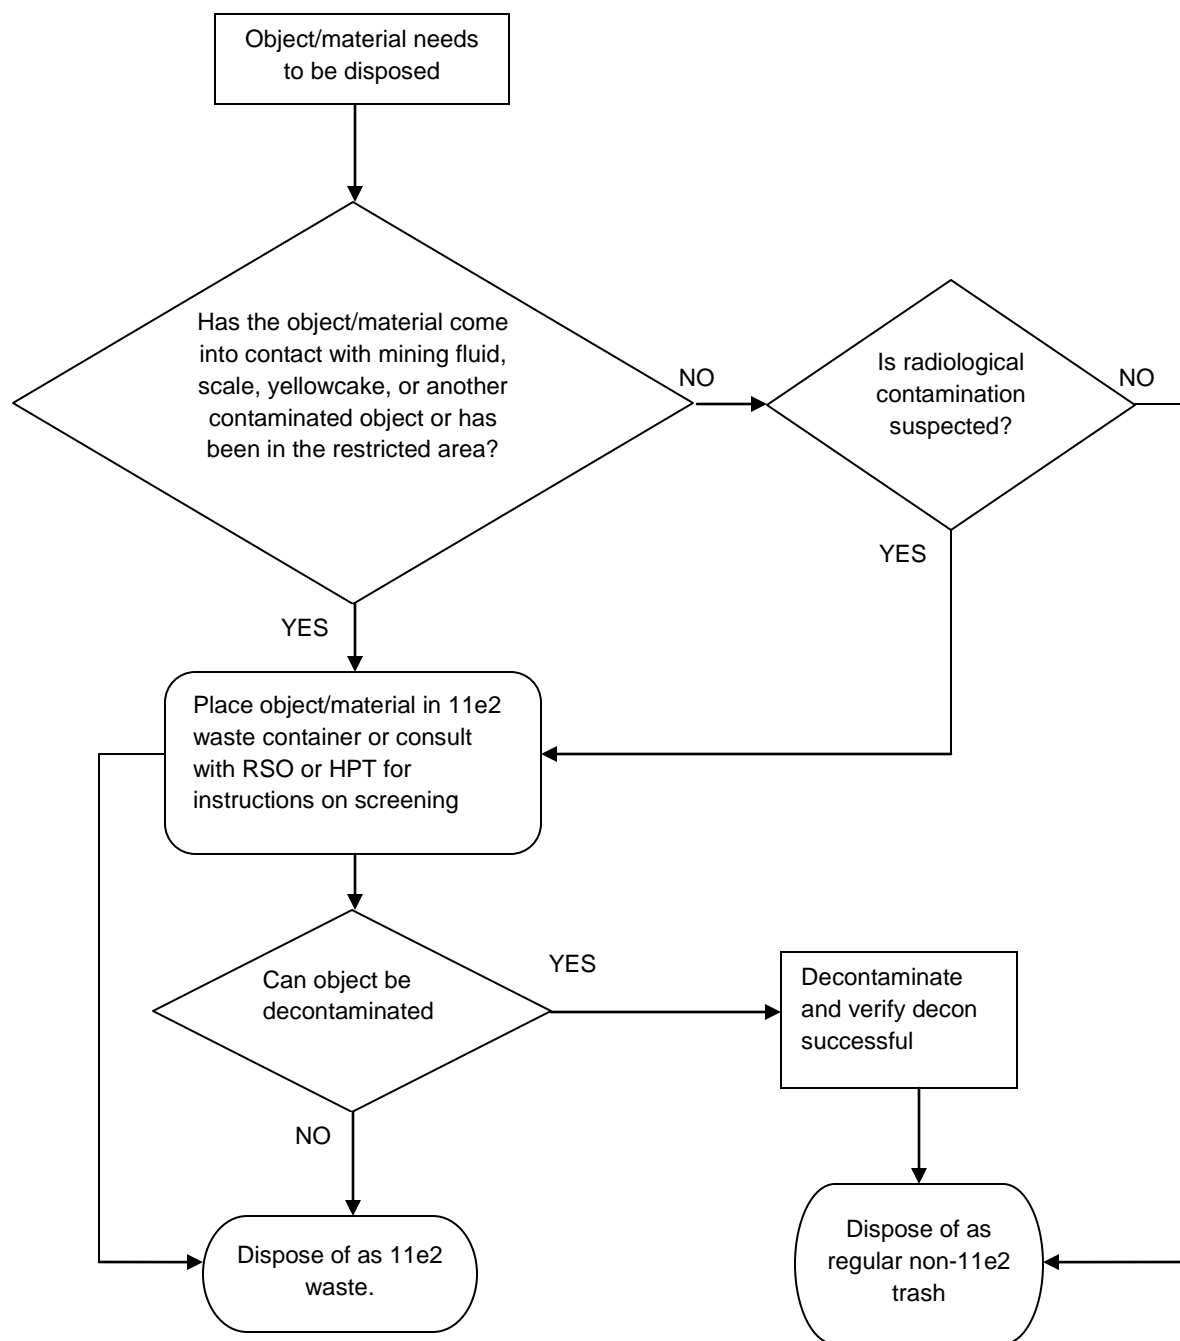 Object/material needs
to be disposed
Has the object/material come
into contact with mining fluid,
scale, yellowcake, or another
contaminated object or has
been in the restricted area?
NO
Is radiological
contamination
suspected?
NO
YES
YES
Place object/material in 11e2
waste container or consult
with RSO or HPT for
instructions on screening
Can object be
decontaminated
YES
Decontaminate
and verify decon
successful
NO
Dispose of as 11e2
waste.
Dispose of as
regular non-11e2
trash